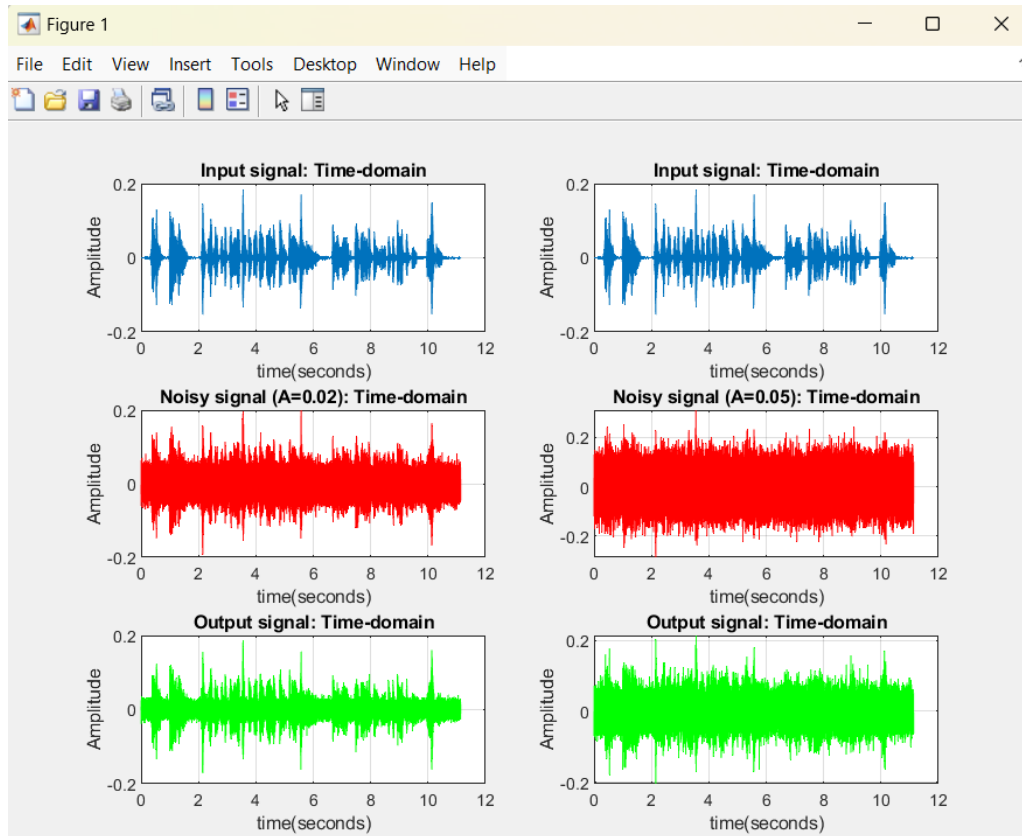 Figure 1
File Edit View Insert Tools Desktop Window Help
Input signal: Time-domain
0.2
0
-0.2
Amplitude
0 2 4 6 8 10 12
time(seconds)
Input signal: Time-domain
0.2
0
-0.2
Amplitude
0 2 4 6 8 10 12
time(seconds)
Noisy signal (A=0.02): Time-domain
0.2
0
-0.2
Amplitude
0 2 4 6 8 10 12
time(seconds)
Noisy signal (A=0.05): Time-domain
0.2
0
-0.2
Amplitude
0 2 4 6 8 10 12
time(seconds)
Output signal: Time-domain
0.2
0
-0.2
Amplitude
0 2 4 6 8 10 12
time(seconds)
Output signal: Time-domain
0.2
0
-0.2
Amplitude
0 2 4 6 8 10 12
time(seconds)